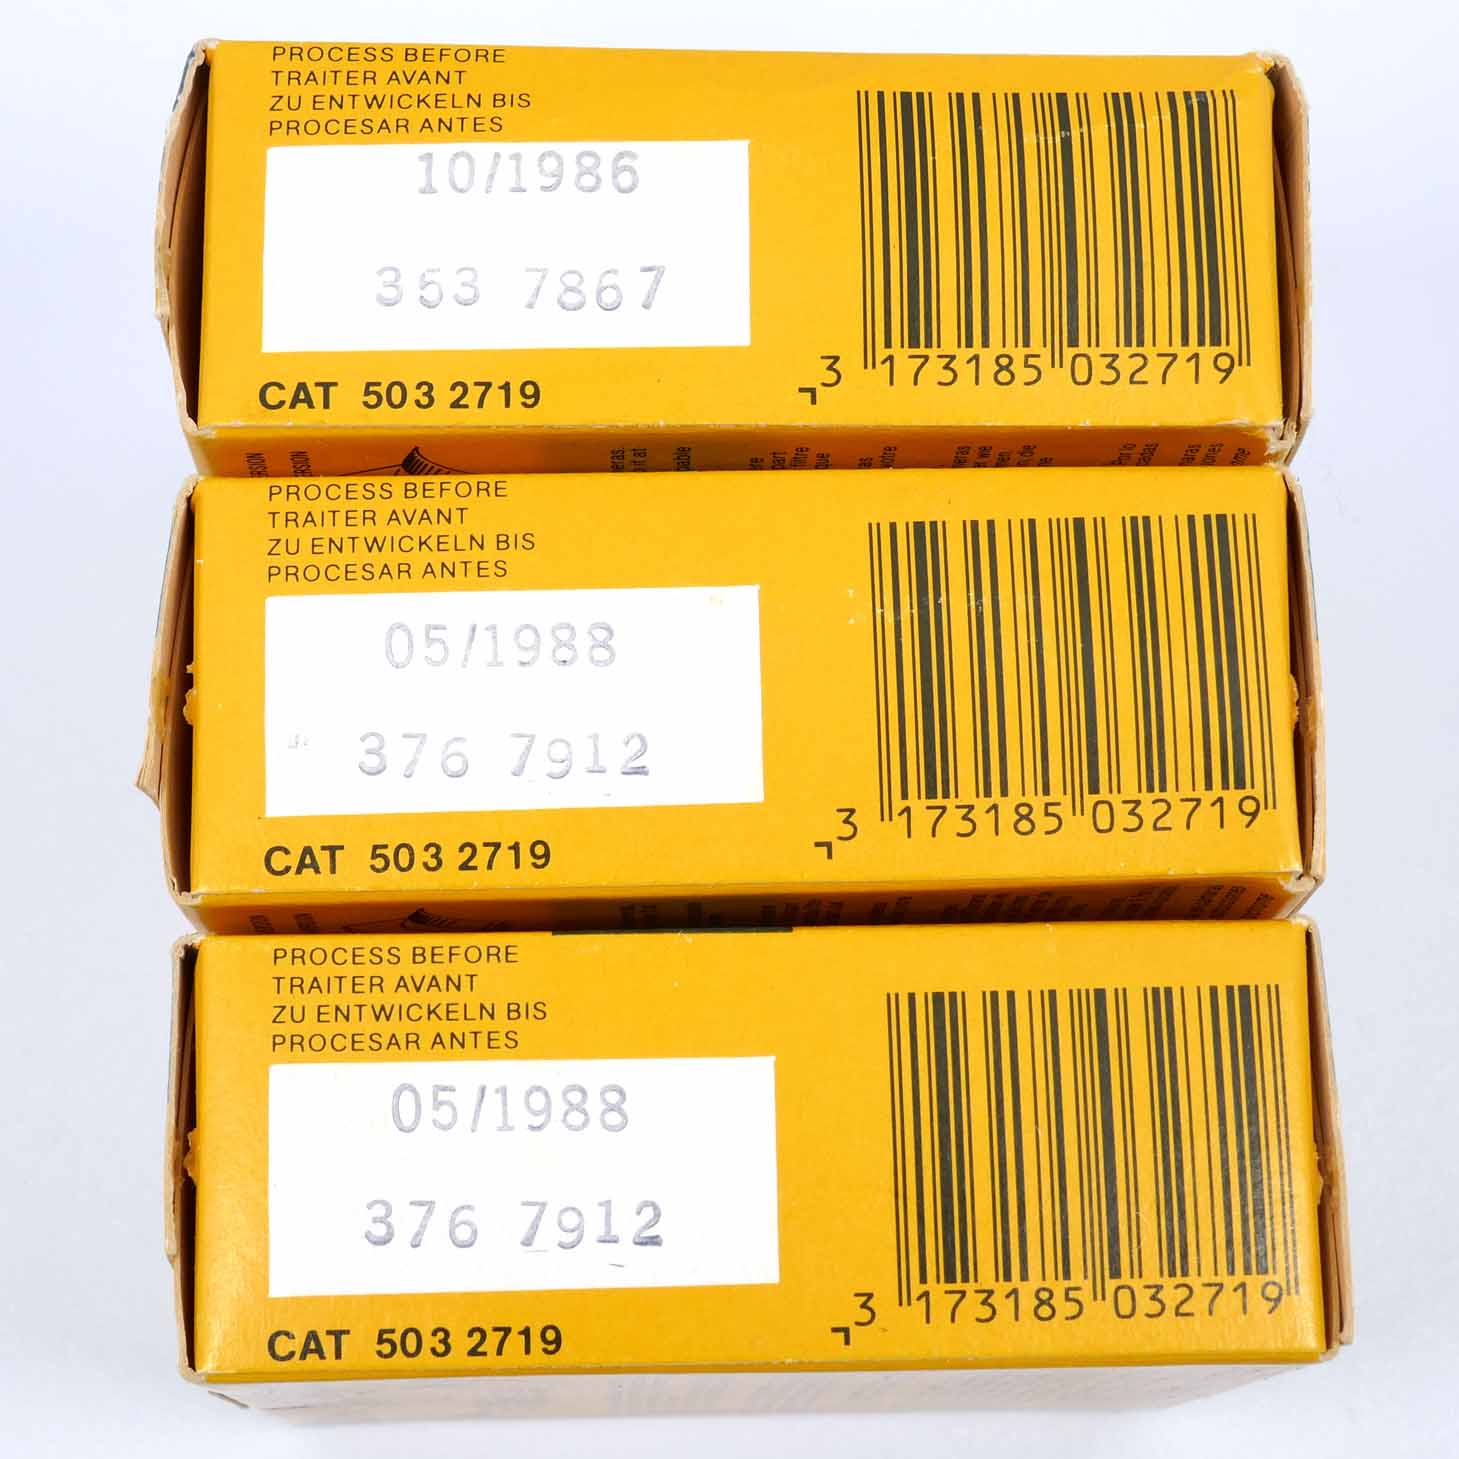 PROCESS BEFORE
TRAITER AVANT
ZU ENTWICKELN BIS
PROCESAR ANTES
10/1986
353 7867
CAT 503 2719
3 173185 032719
PROCESS BEFORE
TRAITER AVANT
ZU ENTWICKELN BIS
PROCESAR ANTES
05/1988
376 7912
CAT 503 2719
3 173185 032719
PROCESS BEFORE
TRAITER AVANT
ZU ENTWICKELN BIS
PROCESAR ANTES
05/1988
376 7912
CAT 503 2719
3 173185 032719